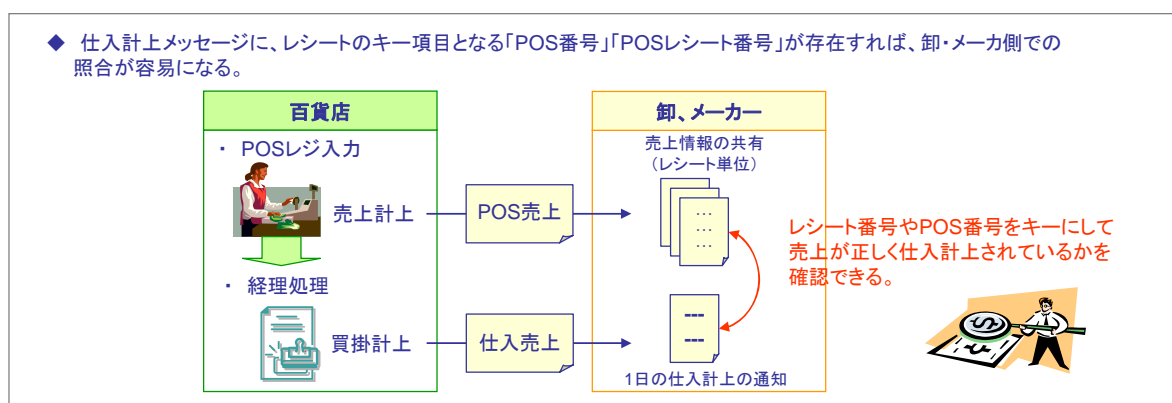 ◆ 仕入計上メッセージに、レシートのキー項目となる「POS番号」「POSレシート番号」が存在すれば、卸・メーカ側での
照合が容易になる。
百貨店
卸、メーカー
・ POSレジ入力
売上情報の共有
(レシート単位)
売上計上
POS売上
…
…
…
レシート番号やPOS番号をキーにして
売上が正しく仕入計上されているかを
確認できる。
・ 経理処理
買掛計上
仕入売上
---
---
1日の仕入計上の通知